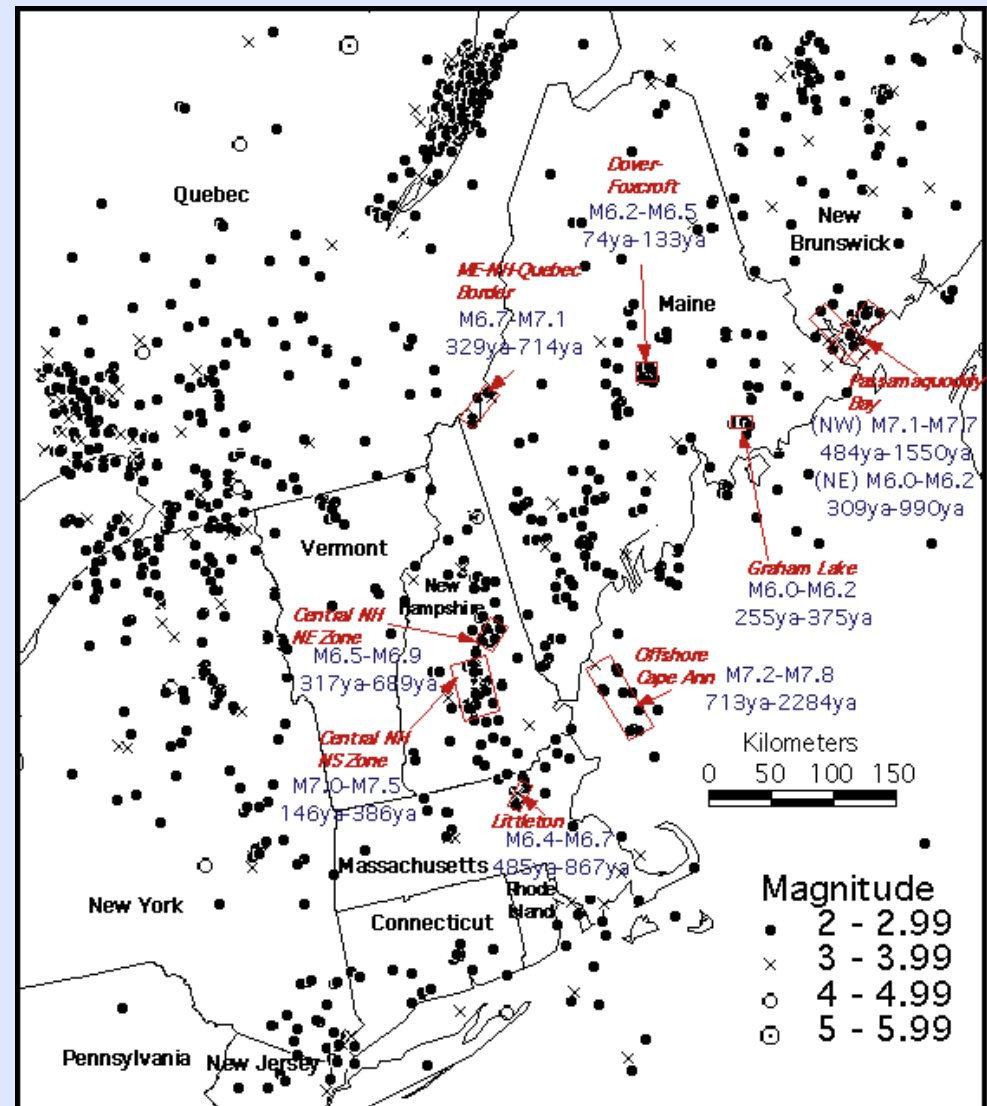 Quebec
Dover-
Foxcroft
M6.2-M6.5
74ya-133ya
New
Brunswick
ME-NH-Quebec
Border
M6.7-M7.1
329ya-714ya
Maine
Passamaquoddy
Bay
(NW) M7.1-M7.7
484ya-1550ya
(NE) M6.0-M6.2
309ya-990ya
Vermont
Graham Lake
M6.0-M6.2
255ya-375ya
New
Hampshire
Central NH
NE Zone
M6.5-M6.9
317ya-689ya
Offshore
Cape Ann
M7.2-M7.8
713ya-2284ya
Central NH
NS Zone
M7.0-M7.5
146ya-386ya
Kilometers
0 50 100 150
Littleton
M6.4-M6.7
485ya-867ya
Massachusetts
Rhode
Island
New York
Connecticut
Magnitude
2 - 2.99
3 - 3.99
4 - 4.99
5 - 5.99
Pennsylvania
New Jersey